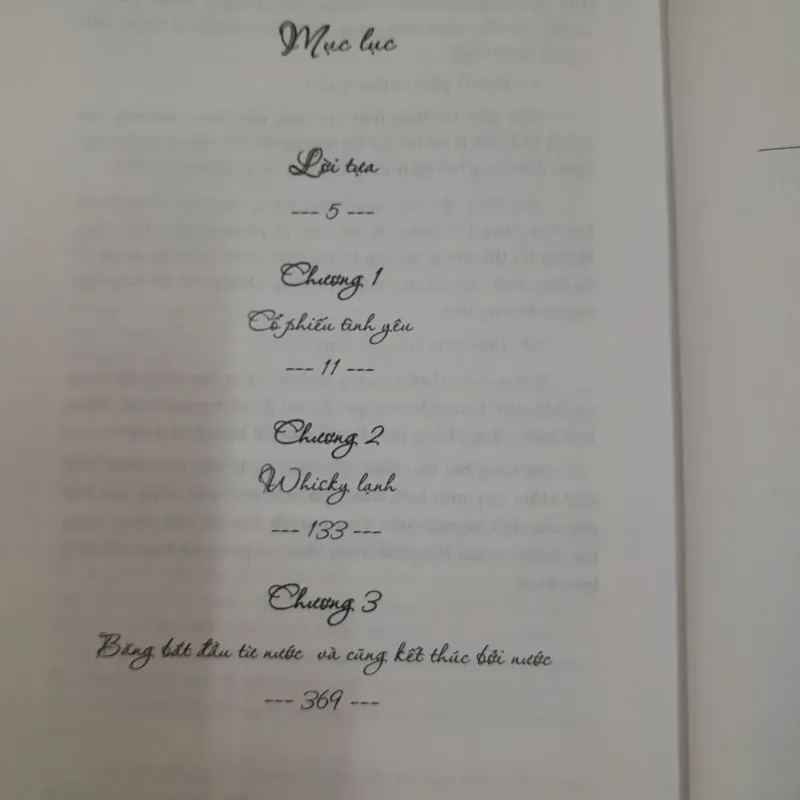 Mục lục
Lời tựa
--- 5 ---
Chương 1
Cổ phiếu tình yêu
--- 11 ---
Chương 2
Whicky lạnh
--- 133 ---
Chương 3
Băng bắt đầu từ nước và cũng kết thúc bởi nước
--- 369 ---